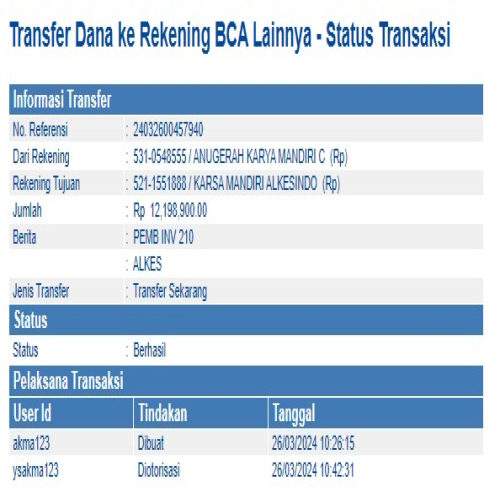 Transfer Dana ke Rekening BCA Lainnya - Status Transaksi
Informasi Transfer
No. Referensi : 24032600457940
Dari Rekening : 531-0548555 / ANUGERAH KARYA MANDIRI C (Rp)
Rekening Tujuan : 521-1551888 / KARSA MANDIRI ALKESINDO (Rp)
Jumlah : Rp 12,198,900.00
Berita : PEMB INV 210
: ALKES
Jenis Transfer : Transfer Sekarang
Status
Status : Berhasil
Pelaksana Transaksi
User Id Tindakan Tanggal
akma123 Dibuat 26/03/2024 10:26:15
ysakma123 Diotorisasi 26/03/2024 10:42:31